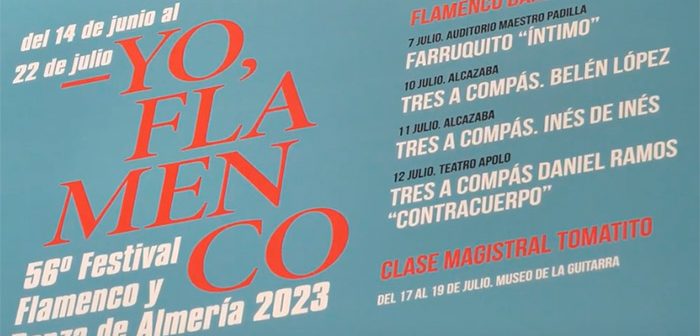 del 14 de junio al
22 de julio
—YO,
FLA
MEN
CO
56º Festival
Flamenco y
de Almería 2023
FLAMENCO
7 JULIO. AUDITORIO MAESTRO PADILLA
FARRUQUITO “ÍNTIMO”
10 JULIO. ALCAZABA
TRES A COMPÁS. BELÉN LÓPEZ
11 JULIO. ALCAZABA
TRES A COMPÁS. INÉS DE INÉS
12 JULIO. TEATRO APOLO
TRES A COMPÁS DANIEL RAMOS
“CONTRACUERPO”
CLASE MAGISTRAL TOMATITO
DEL 17 AL 19 DE JULIO. MUSEO DE LA GUITARRA